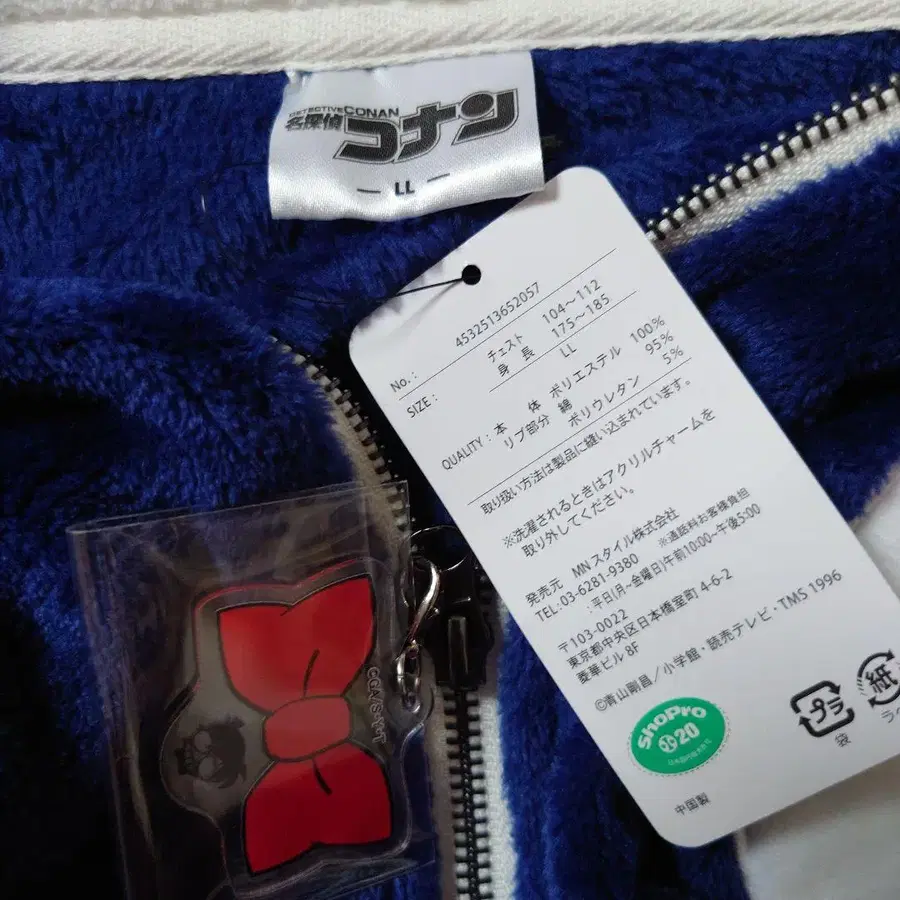 DETECTIVE CONAN
名探偵コナン
— LL —
No.: 4532513652057
SIZE: チェスト 104～112
身 長 175～185
LL
QUALITY: 本 体 ポリエステル 100%
リブ部分 綿 95%
ポリウレタン 5%
取り扱い方法は製品に縫い込まれています。
※洗濯されるときはアクリルチャームを
取り外してください。
発売元 MNスタイル株式会社
TEL:03-6281-9380 ※通話料お客様負担
:平日(月～金曜日)午前10:00～午後5:00
〒103-0022
東京都中央区日本橋室町4-6-2
菱華ビル8F
©青山剛昌／小学館・読売テレビ・TMS 1996
ShoPro
20
プラ
袋
紙
中国製
©GA/S,Y,T